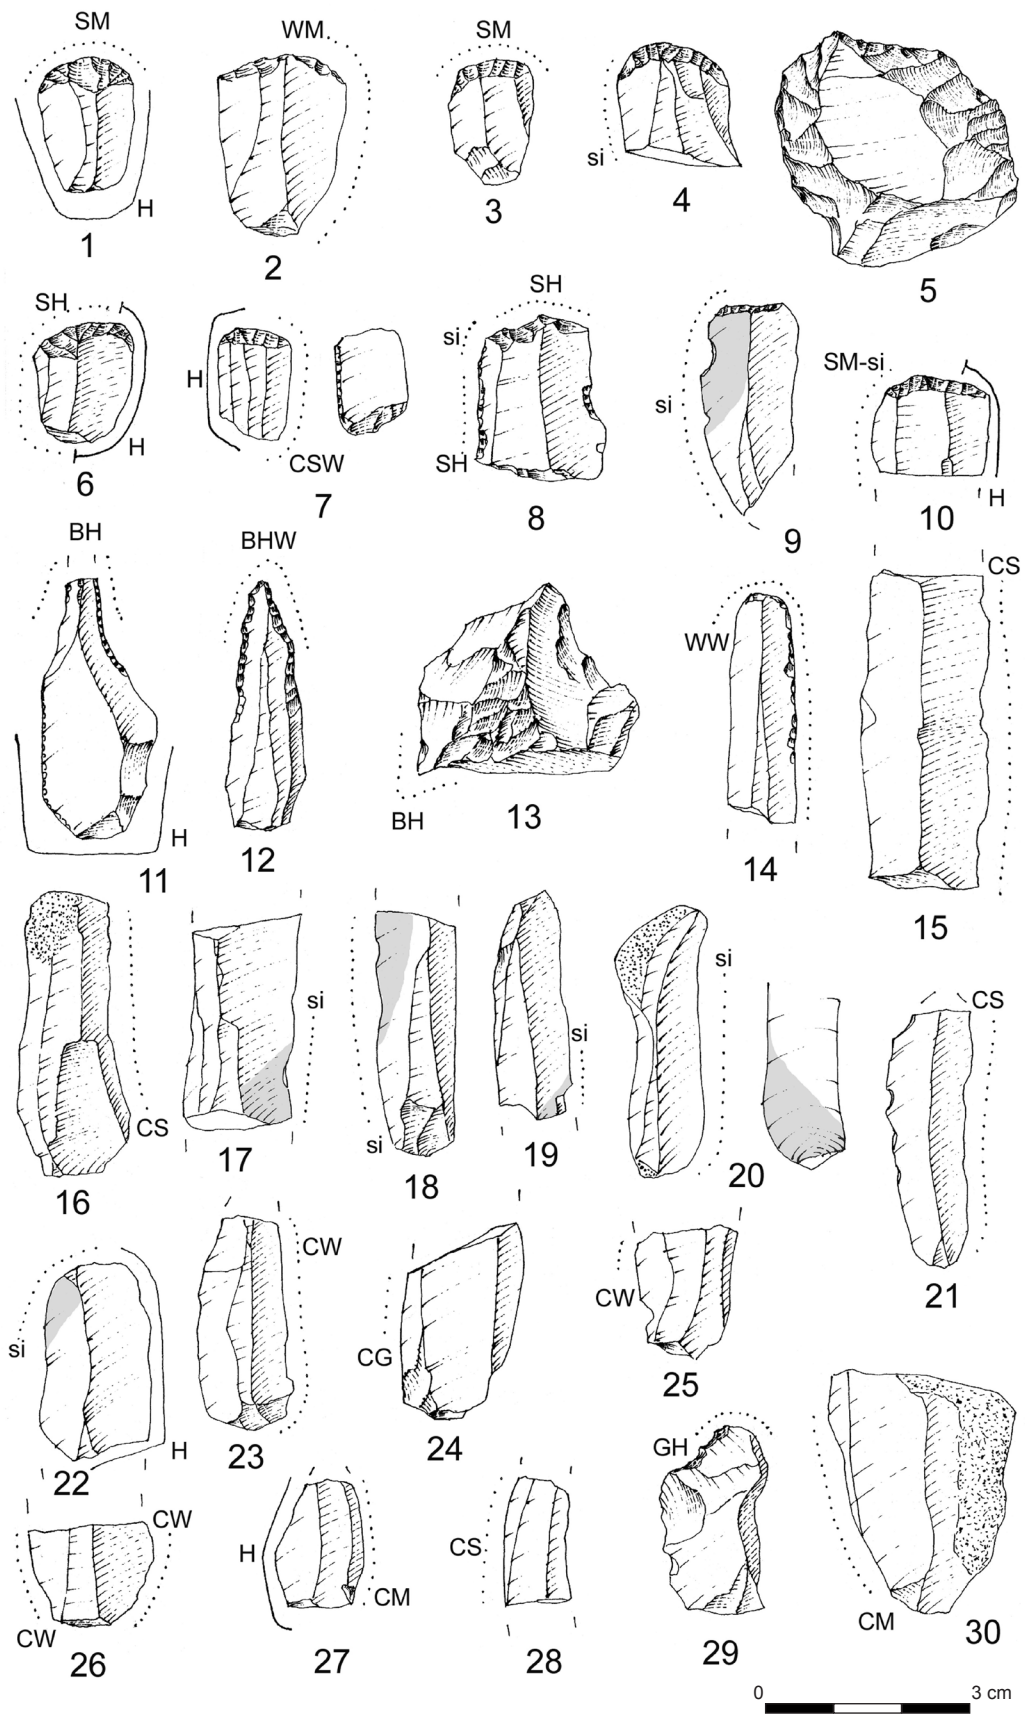 SM
WM
SM
si
H
1
2
3
4
5
SH
H
6
H
CSW
7
SH
si
SH
8
si
9
SM-si
H
10
BH
H
11
BHW
12
BH
13
WW
14
CS
15
CS
16
si
17
si
18
si
19
si
20
CS
21
si
H
22
CW
23
CG
24
CW
25
CW
CW
26
H
CM
27
CS
28
GH
29
CM
30
0 3 cm